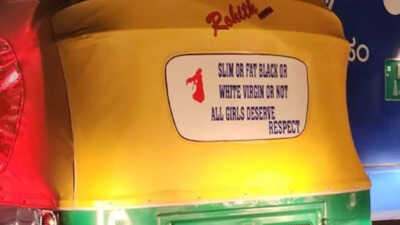 Rohith
SLIM OR FAT BLACK OR
WHITE VIRGIN OR NOT
ALL GIRLS DESERVE
RESPECT